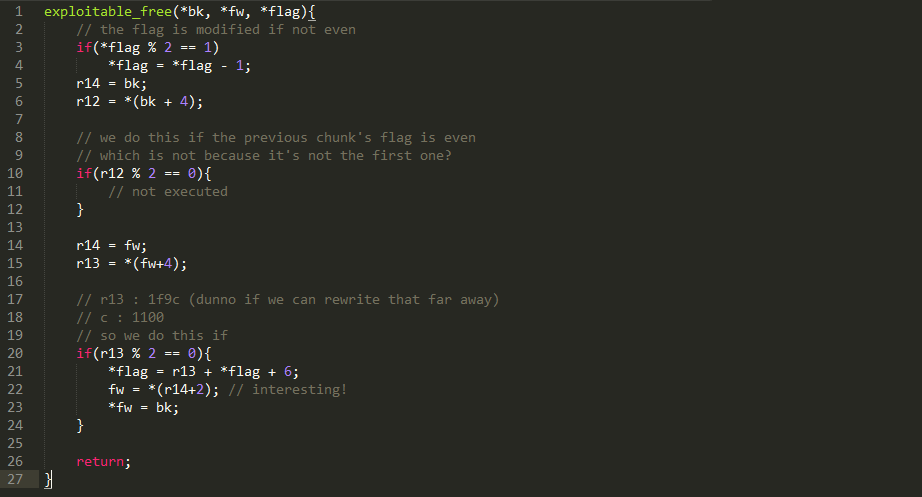 1 exploitable_free(*bk, *fw, *flag){
2 // the flag is modified if not even
3 if(*flag % 2 == 1)
4 *flag = *flag - 1;
5 r14 = bk;
6 r12 = *(bk + 4);
7
8 // we do this if the previous chunk's flag is even
9 // which is not because it's not the first one?
10 if(r12 % 2 == 0){
11 // not executed
12 }
13
14 r14 = fw;
15 r13 = *(fw+4);
16
17 // r13 : 1f9c (dunno if we can rewrite that far away)
18 // c : 1100
19 // so we do this if
20 if(r13 % 2 == 0){
21 *flag = r13 + *flag + 6;
22 fw = *(r14+2); // interesting!
23 *fw = bk;
24 }
25
26 return;
27 }